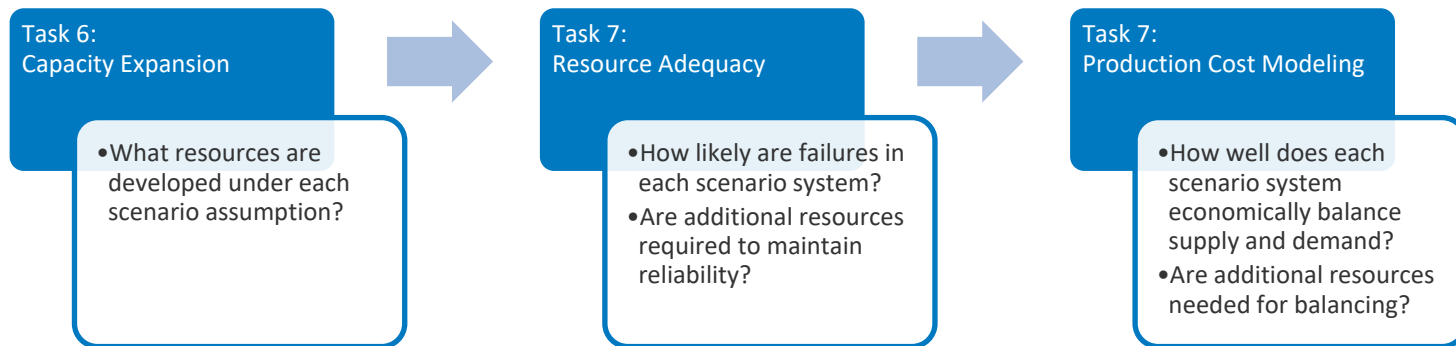 Task 6:
Capacity Expansion
•What resources are
developed under each
scenario assumption?
Task 7:
Resource Adequacy
•How likely are failures in
each scenario system?
•Are additional resources
required to maintain
reliability?
Task 7:
Production Cost Modeling
•How well does each
scenario system
economically balance
supply and demand?
•Are additional resources
needed for balancing?